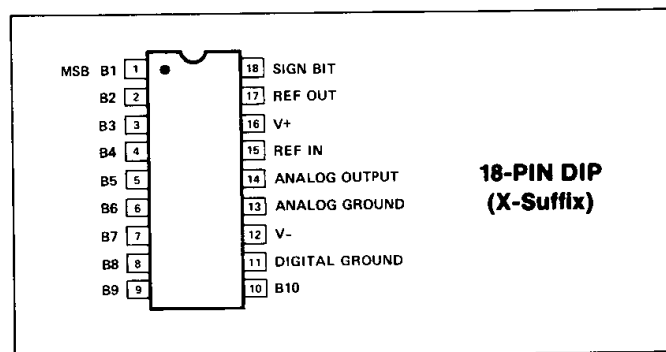 MSB B1 1
B2 2
B3 3
B4 4
B5 5
B6 6
B7 7
B8 8
B9 9
18 SIGN BIT
17 REF OUT
16 V+
15 REF IN
14 ANALOG OUTPUT
13 ANALOG GROUND
12 V-
11 DIGITAL GROUND
10 B10
18-PIN DIP
(X-Suffix)